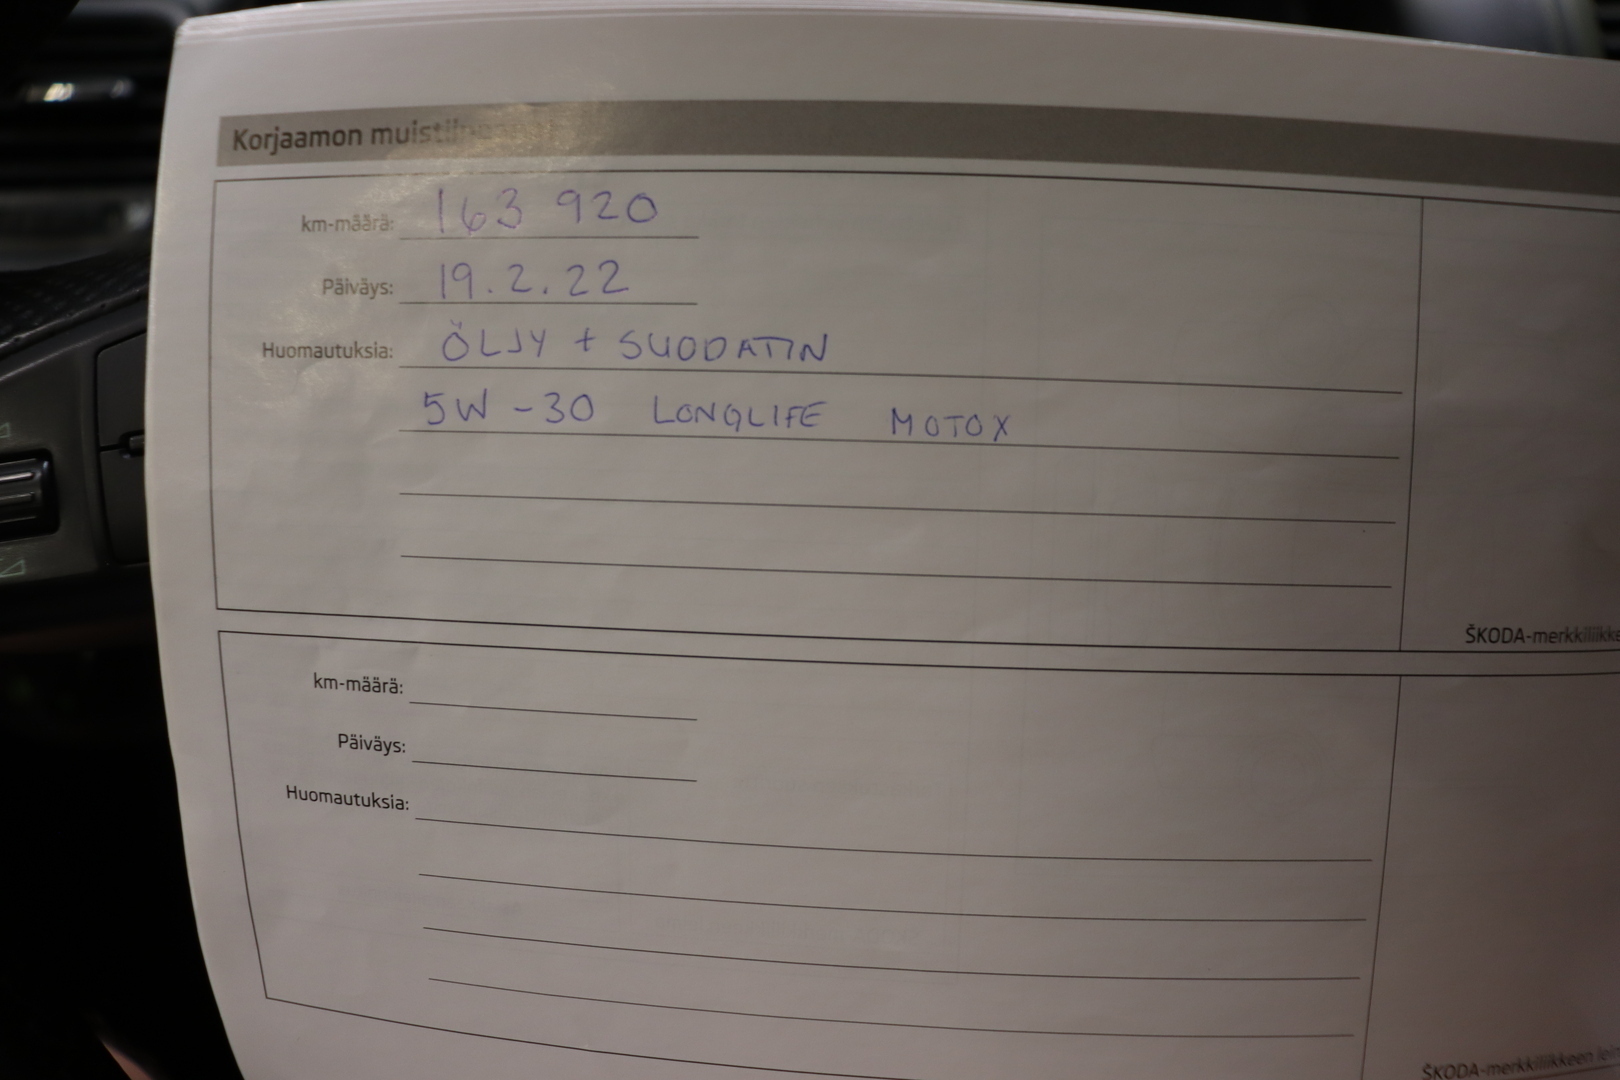 Korjaamon
km-määrä: 163 920
Päiväys: 19.2.22
Huomautuksia: ÖLJY + SUODATIN
5W-30 LONGLIFE MOTOX
ŠKODA-merkkiliikke
km-määrä:
Päiväys:
Huomautuksia:
ŠKODA-merkkiliikkeen